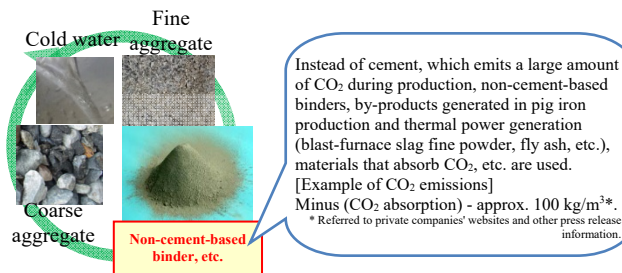 Fine
aggregate
Cold water
Coarse
aggregate
Non-cement-based
binder, etc.
Instead of cement, which emits a large amount
of CO₂ during production, non-cement-based
binders, by-products generated in pig iron
production and thermal power generation
(blast-furnace slag fine powder, fly ash, etc.),
materials that absorb CO₂, etc. are used.
[Example of CO₂ emissions]
Minus (CO₂ absorption) - approx. 100 kg/m³*.
* Referred to private companies' websites and other press release
information.